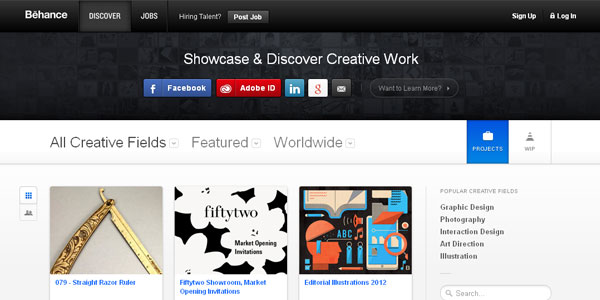 Bēhance DISCOVER JOBS Hiring Talent? Post Job Sign Up Log In
Showcase & Discover Creative Work
Facebook Adobe ID in g Want to Learn More?
All Creative Fields Featured Worldwide
PROJECTS WIP
POPULAR CREATIVE FIELDS
Graphic Design
Photography
Interaction Design
Art Direction
Illustration
Search...
fiftytwo
Market Opening
Invitations
ABC
079 - Straight Razor Ruler
Fiftytwo Showroom, Market
Opening Invitations
Editorial Illustrations 2012